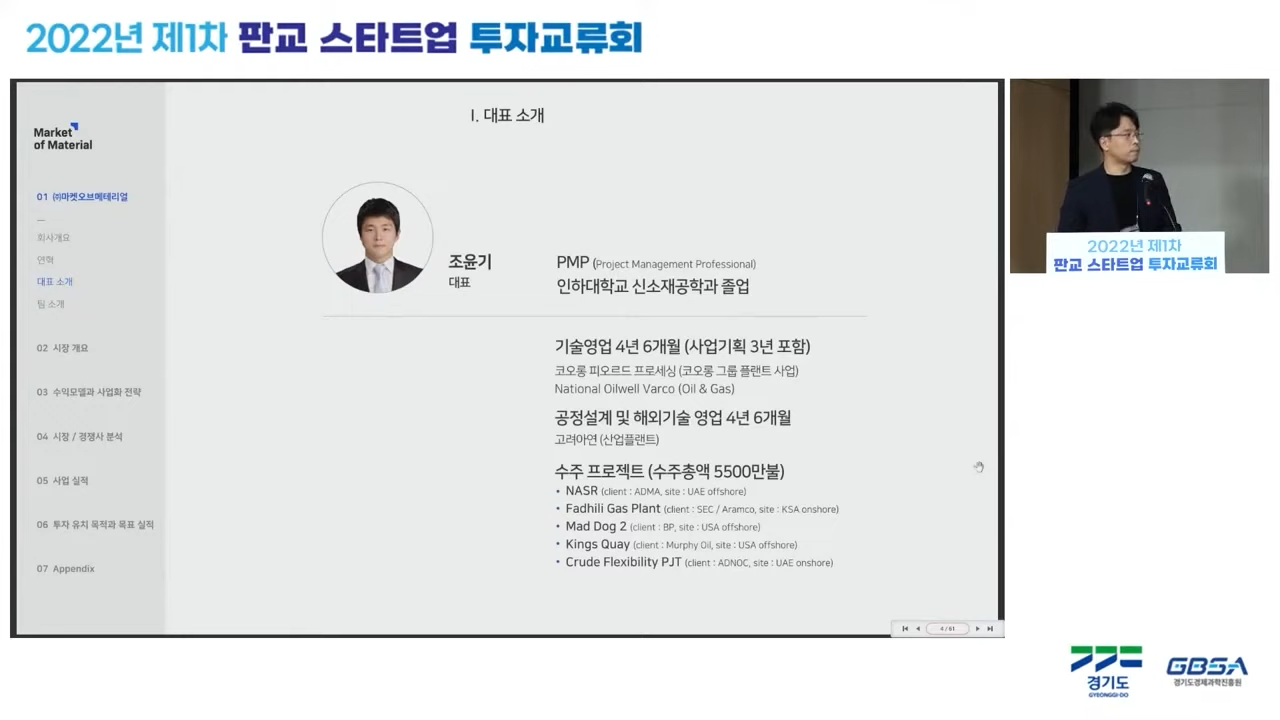 2022년 제1차 판교 스타트업 투자교류회
Market
of Material
01 ㈜마켓오브메테리얼
회사개요
연혁
대표 소개
팀 소개
02 시장 개요
03 수익모델과 사업화 전략
04 시장 / 경쟁사 분석
05 사업 실적
06 투자 유치 목적과 목표 실적
07 Appendix
I. 대표 소개
조윤기
대표
PMP (Project Management Professional)
인하대학교 신소재공학과 졸업
기술영업 4년 6개월 (사업기획 3년 포함)
코오롱 피오르드 프로세싱 (코오롱 그룹 플랜트 사업)
National Oilwell Varco (Oil & Gas)
공정설계 및 해외기술 영업 4년 6개월
고려아연 (산업플랜트)
수주 프로젝트 (수주총액 5500만불)
• NASR (client : ADMA, site : UAE offshore)
• Fadhili Gas Plant (client : SEC / Aramco, site : KSA onshore)
• Mad Dog 2 (client : BP, site : USA offshore)
• Kings Quay (client : Murphy Oil, site : USA offshore)
• Crude Flexibility PJT (client : ADNOC, site : UAE onshore)
4 / 61
2022년 제1차
판교 스타트업 투자교류회
경기도
GYEONGGI-DO
GBSA
경기도경제과학진흥원